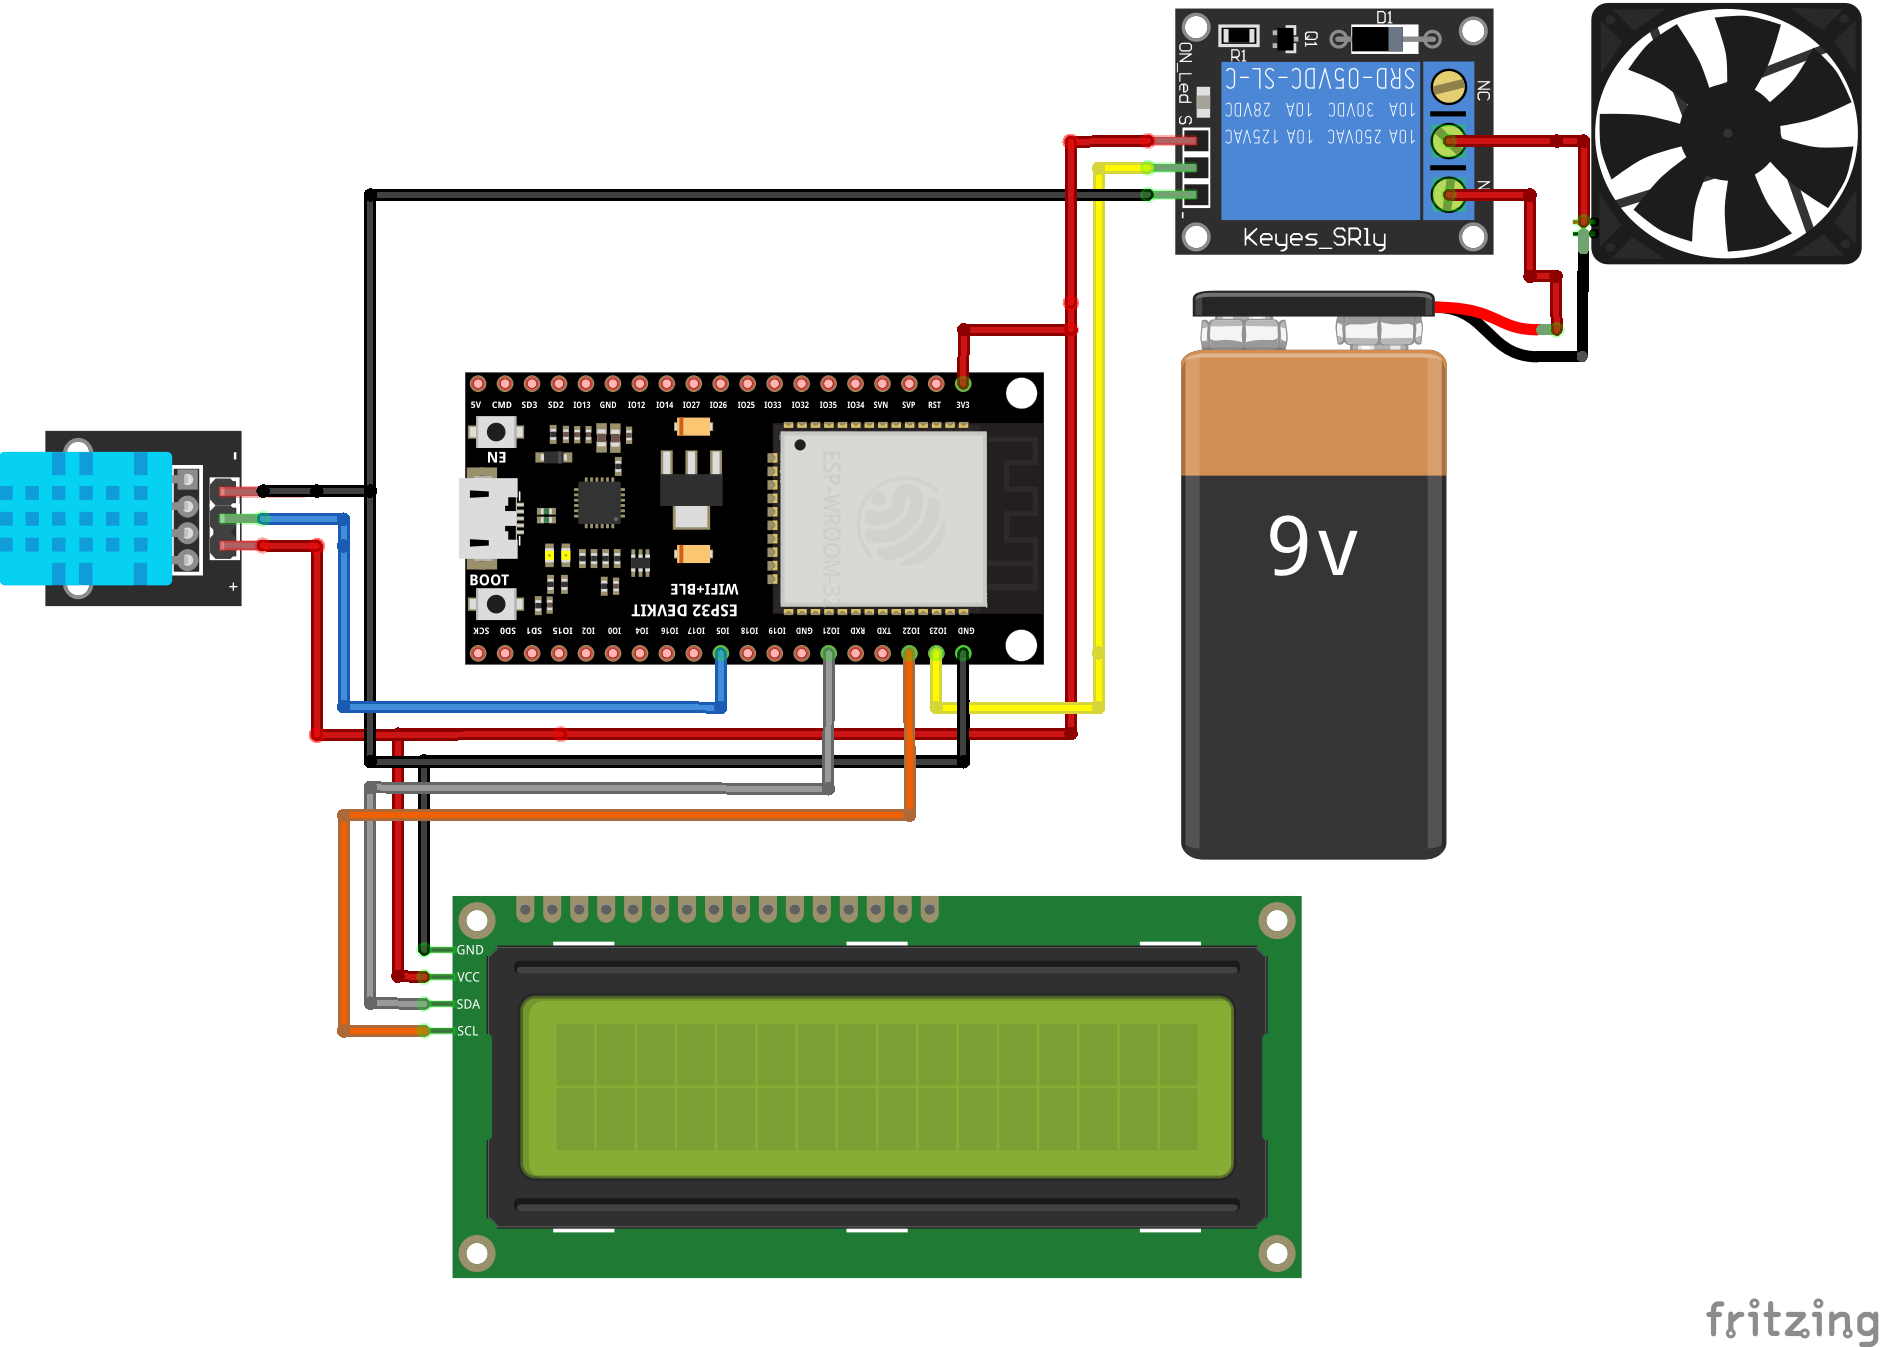 D1
Q1
R1
ON_Led
SRD-05VDC-SL-C
10A 30VDC 10A 28VDC
10A 250VAC 10A 125VAC
NC
S
N
-
Keyes_SR1y
5V CMD SD3 SD2 IO13 GND IO12 IO14 IO27 IO26 IO25 IO33 IO32 IO35 IO34 SVN SVP RST 3V3
EN
-
+
ESP-WROOM-32
BOOT
WIFI+BLE
ESP32 DEVKIT
SCK SD0 SD1 IO15 IO2 IO0 IO4 IO16 IO17 IO5 IO18 IO19 GND IO21 RXD TXD IO22 IO23 GND
9v
GND
VCC
SDA
SCL
fritzing